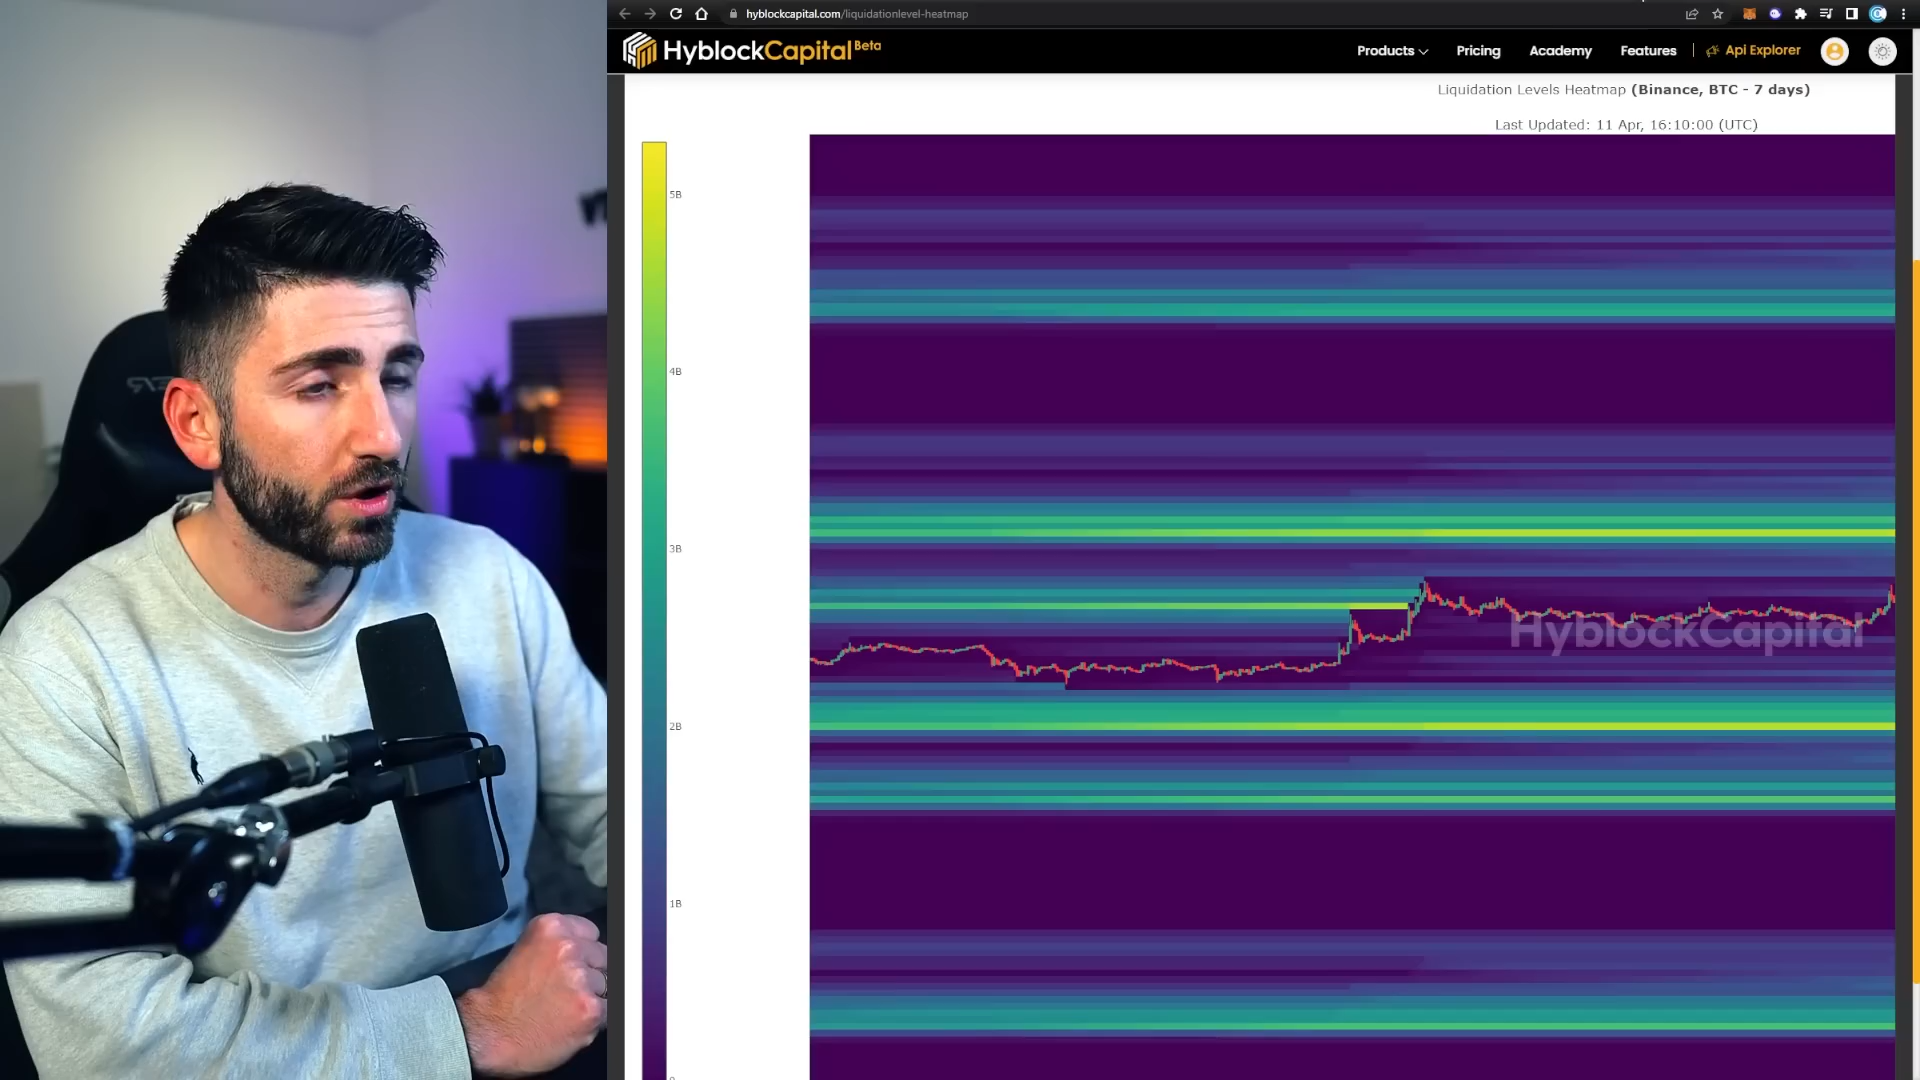 hyblockcapital.com/liquidationlevel-heatmap
HyblockCapital Beta
Products
Pricing
Academy
Features
Api Explorer
Liquidation Levels Heatmap (Binance, BTC - 7 days)
Last Updated: 11 Apr, 16:10:00 (UTC)
5B
4B
3B
2B
1B
HyblockCapital